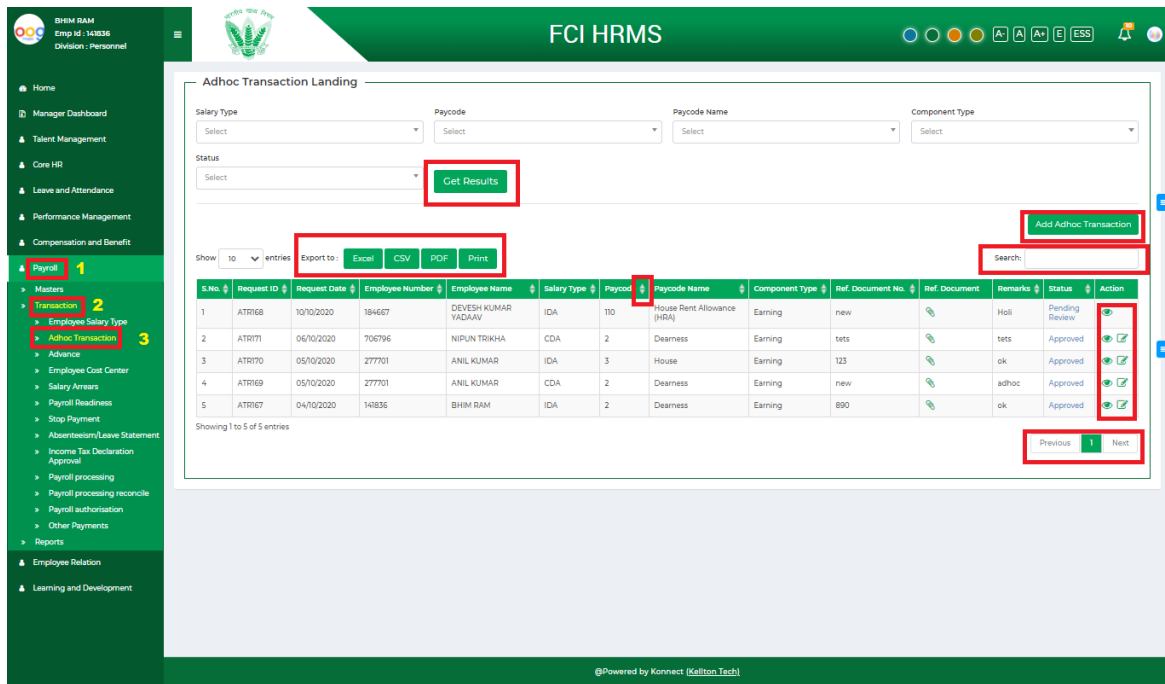 BHIM RAM
Emp Id : 141836
Division : Personnel
भारतीय खाद्य निगम
FCI HRMS
A- A A+ E ESS
10
Home
Manager Dashboard
Talent Management
Core HR
Leave and Attendance
Performance Management
Compensation and Benefit
Payroll 1
Masters
Transaction 2
Employee Salary Type
Adhoc Transaction 3
Advance
Employee Cost Center
Salary Arrears
Payroll Readiness
Stop Payment
Absenteeism/Leave Statement
Income Tax Declaration
Approval
Payroll processing
Payroll processing reconcile
Payroll authorisation
Other Payments
Reports
Employee Relation
Learning and Development
Adhoc Transaction Landing
Salary Type Paycode Paycode Name Component Type
Select Select Select Select
Status
Select Get Results
Add Adhoc Transaction
Show 10 entries Export to : Excel CSV PDF Print Search:
S.No. Request ID Request Date Employee Number Employee Name Salary Type Paycod Paycode Name Component Type Ref. Document No. Ref. Document Remarks Status Action
1 ATR168 10/10/2020 184667 DEVESH KUMAR YADAAV IDA 110 House Rent Allowance (HRA) Earning new Holi Pending Review
2 ATR171 06/10/2020 706796 NIPUN TRIKHA CDA 2 Dearness Earning tets tets Approved
3 ATR170 05/10/2020 277701 ANIL KUMAR IDA 3 House Earning 123 ok Approved
4 ATR169 05/10/2020 277701 ANIL KUMAR CDA 2 Dearness Earning new adhoc Approved
5 ATR167 04/10/2020 141836 BHIM RAM IDA 2 Dearness Earning 890 ok Approved
Showing 1 to 5 of 5 entries
Previous 1 Next
@Powered by Konnect (Kellton Tech)